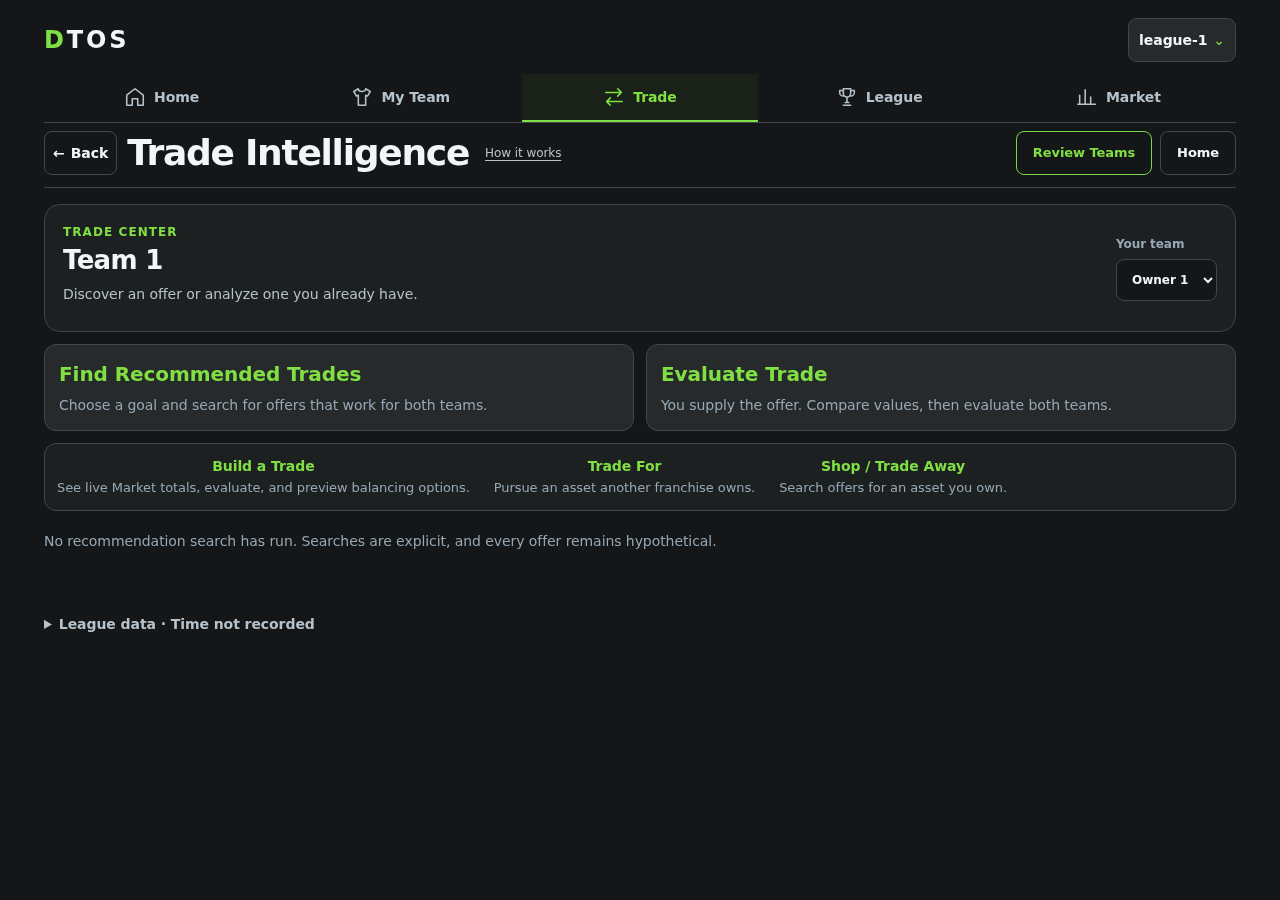 DTOS
league-1
Home
My Team
Trade
League
Market
← Back
Trade Intelligence
How it works
Review Teams
Home
TRADE CENTER
Team 1
Discover an offer or analyze one you already have.
Your team
Owner 1
Find Recommended Trades
Choose a goal and search for offers that work for both teams.
Evaluate Trade
You supply the offer. Compare values, then evaluate both teams.
Build a Trade
See live Market totals, evaluate, and preview balancing options.
Trade For
Pursue an asset another franchise owns.
Shop / Trade Away
Search offers for an asset you own.
No recommendation search has run. Searches are explicit, and every offer remains hypothetical.
League data · Time not recorded